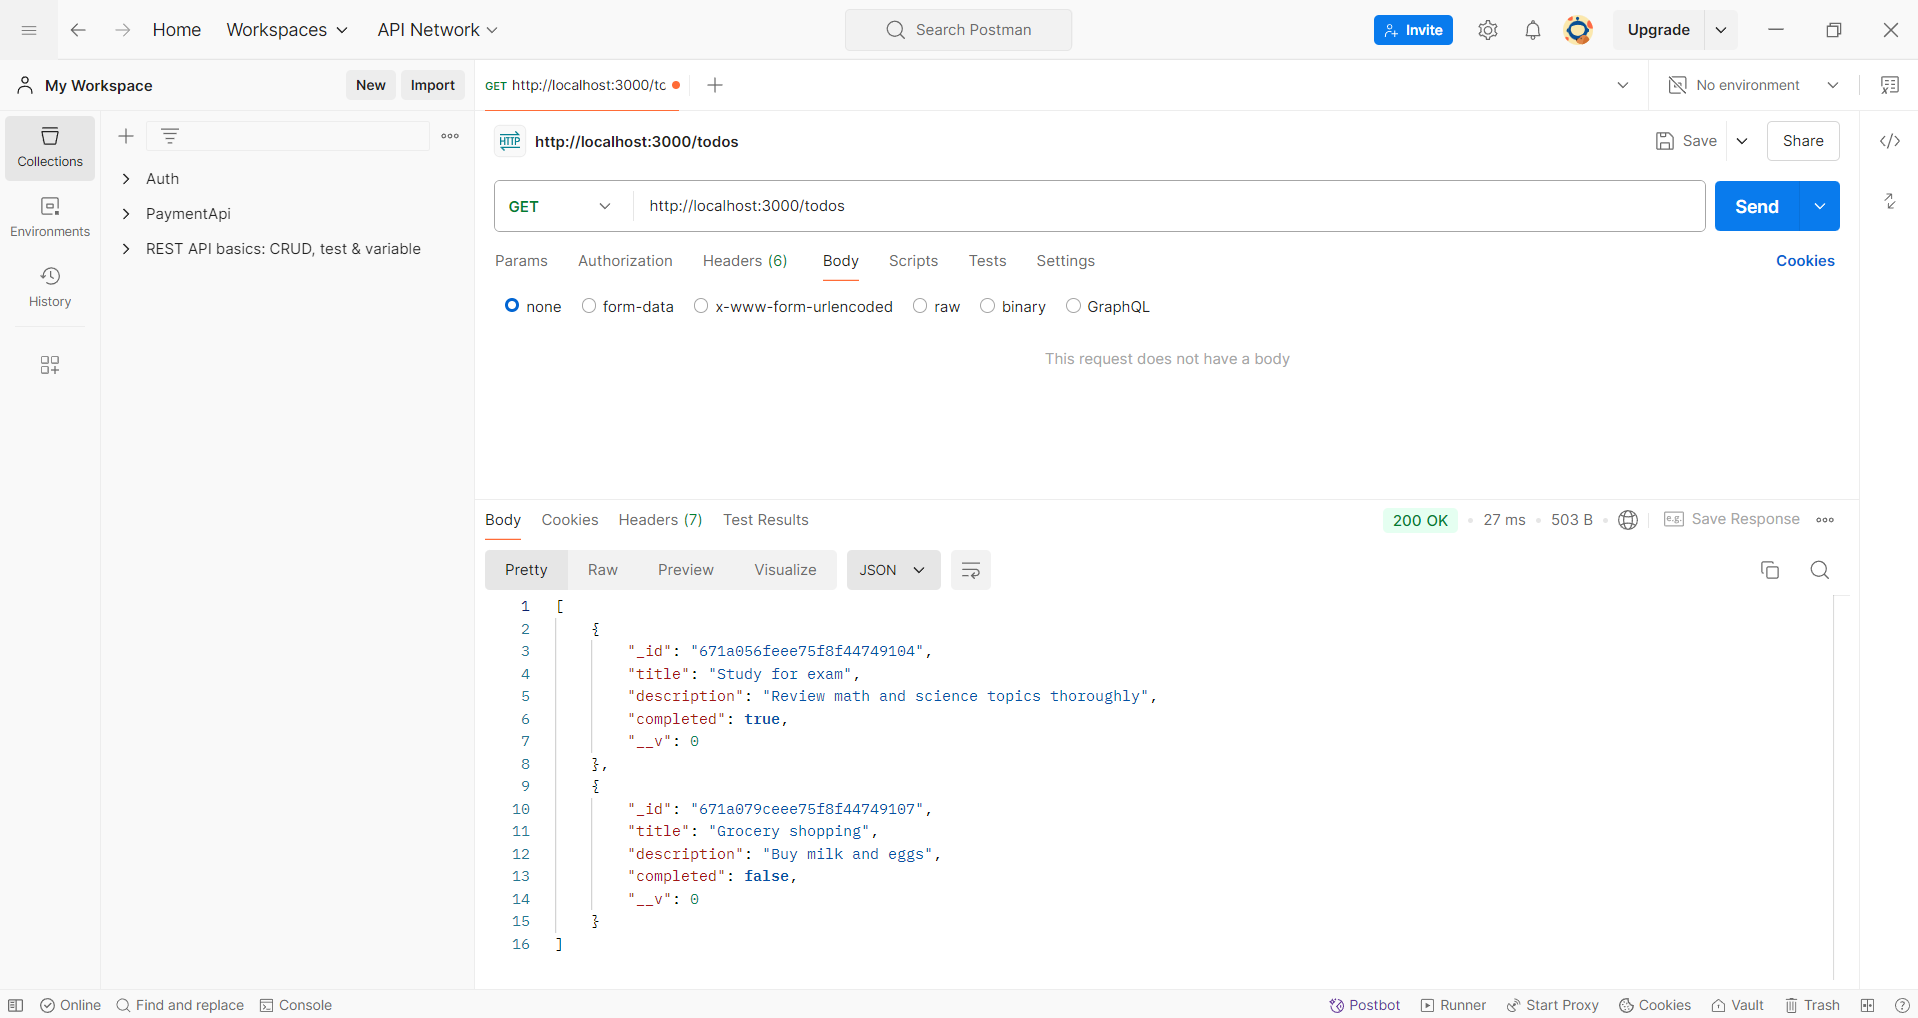 Home Workspaces API Network Search Postman Invite Upgrade
My Workspace New Import GET http://localhost:3000/tc No environment
Collections
Environments
History
Auth
PaymentApi
REST API basics: CRUD, test & variable
HTTP http://localhost:3000/todos Save Share
GET http://localhost:3000/todos Send
Params Authorization Headers (6) Body Scripts Tests Settings Cookies
none form-data x-www-form-urlencoded raw binary GraphQL
This request does not have a body
Body Cookies Headers (7) Test Results 200 OK 27 ms 503 B e.g. Save Response
Pretty Raw Preview Visualize JSON
1 [
2 {
3 "_id": "671a056feee75f8f44749104",
4 "title": "Study for exam",
5 "description": "Review math and science topics thoroughly",
6 "completed": true,
7 "__v": 0
8 },
9 {
10 "_id": "671a079ceee75f8f44749107",
11 "title": "Grocery shopping",
12 "description": "Buy milk and eggs",
13 "completed": false,
14 "__v": 0
15 }
16 ]
Online Find and replace Console Postbot Runner Start Proxy Cookies Vault Trash